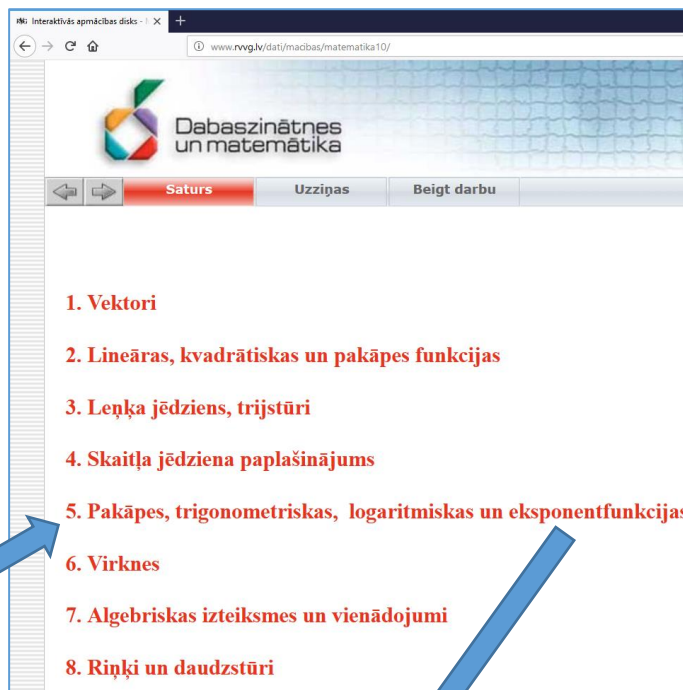 Interaktīvās apmācības disks -
www.rvvg.lv/dati/macibas/matematika10/
Dabaszinātnes
un matemātika
Saturs Uzziņas Beigt darbu
1. Vektori
2. Lineāras, kvadrātiskas un pakāpes funkcijas
3. Leņķa jēdziens, trijstūri
4. Skaitļa jēdziena paplašinājums
5. Pakāpes, trigonometriskas, logaritmiskas un eksponentfunkcijas
6. Virknes
7. Algebriskas izteiksmes un vienādojumi
8. Riņķi un daudzstūri